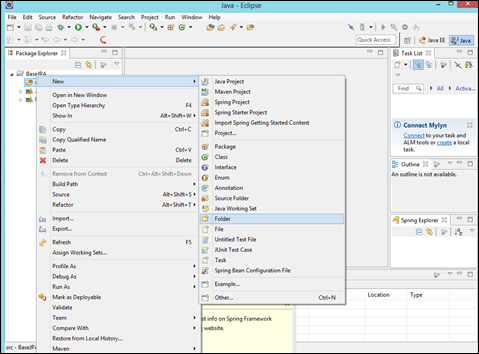 Java - Eclipse
File Edit Source Refactor Navigate Search Project Run Window Help
Quick Access
Java EE
Java
Package Explorer
BaseJPA
New
Open in New Window
Open Type Hierarchy F4
Show In Alt+Shift+W
Copy Ctrl+C
Copy Qualified Name
Paste Ctrl+V
Delete Delete
Remove from Context Ctrl+Alt+Shift+Down
Build Path
Source Alt+Shift+S
Refactor Alt+Shift+T
Import...
Export...
Refresh F5
Assign Working Sets...
Profile As
Debug As
Run As
Mark as Deployable
Validate
Team
Compare With
Restore from Local History...
Maven
Java Project
Maven Project
Spring Project
Spring Starter Project
Import Spring Getting Started Content
Project...
Package
Class
Interface
Enum
Annotation
Source Folder
Java Working Set
Folder
File
Untitled Text File
JUnit Test Case
Task
Spring Bean Configuration File
Example...
Other... Ctrl+N
Task List
Find
All
Activa...
Connect Mylyn
Connect to your task and
ALM tools or create a local
task.
Outline
An outline is not available.
Spring Explorer
Location Type
st info on Spring Framework
website.
src - BaseJPA